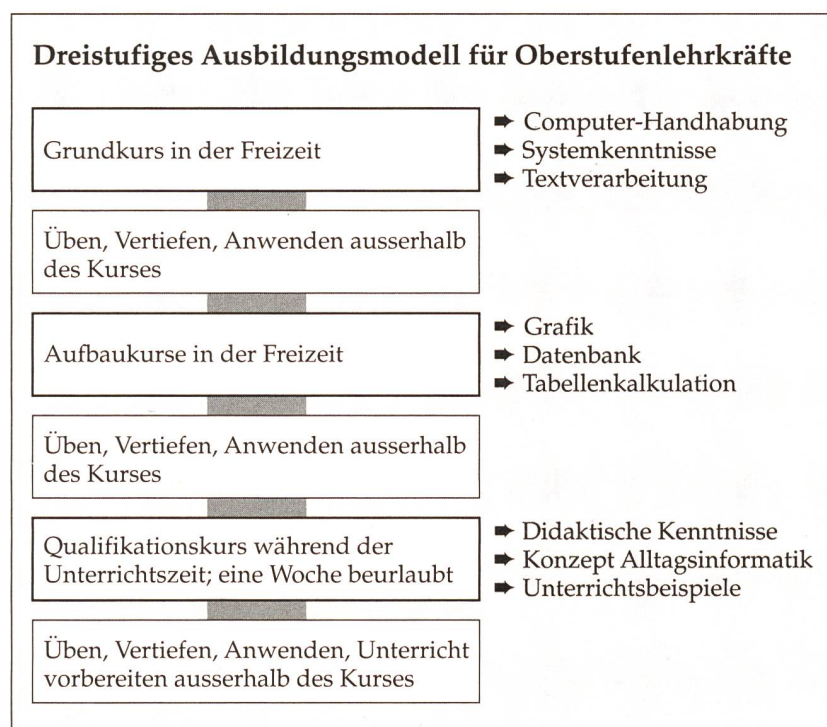 Dreistufiges Ausbildungsmodell für Oberstufenlehrkräfte
Grundkurs in der Freizeit
➨ Computer-Handhabung
➨ Systemkenntnisse
➨ Textverarbeitung
Üben, Vertiefen, Anwenden ausserhalb
des Kurses
Aufbaukurse in der Freizeit
➨ Grafik
➨ Datenbank
➨ Tabellenkalkulation
Üben, Vertiefen, Anwenden ausserhalb
des Kurses
Qualifikationskurs während der
Unterrichtszeit; eine Woche beurlaubt
➨ Didaktische Kenntnisse
➨ Konzept Alltagsinformatik
➨ Unterrichtsbeispiele
Üben, Vertiefen, Anwenden, Unterricht
vorbereiten ausserhalb des Kurses